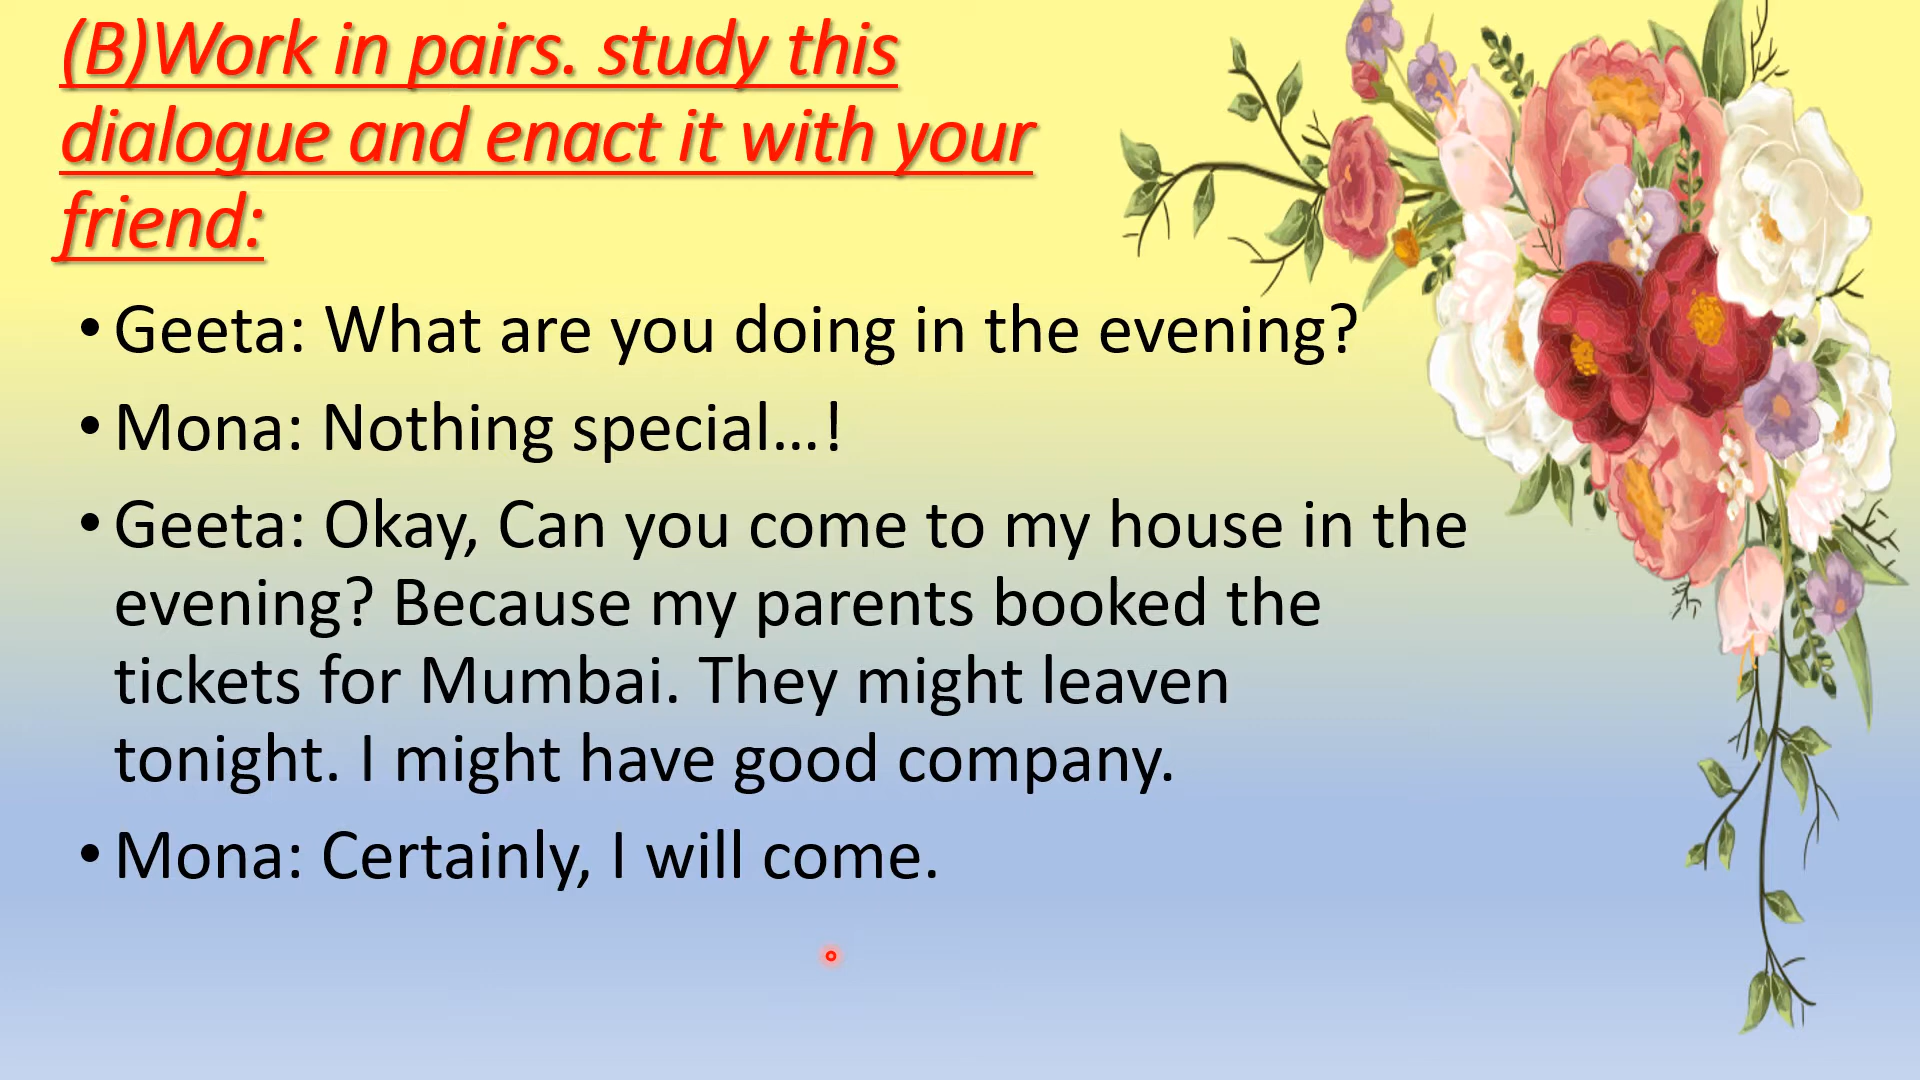 (B)Work in pairs. study this
dialogue and enact it with your
friend:
• Geeta: What are you doing in the evening?
• Mona: Nothing special...!
• Geeta: Okay, Can you come to my house in the
evening? Because my parents booked the
tickets for Mumbai. They might leaven
tonight. I might have good company.
• Mona: Certainly, I will come.